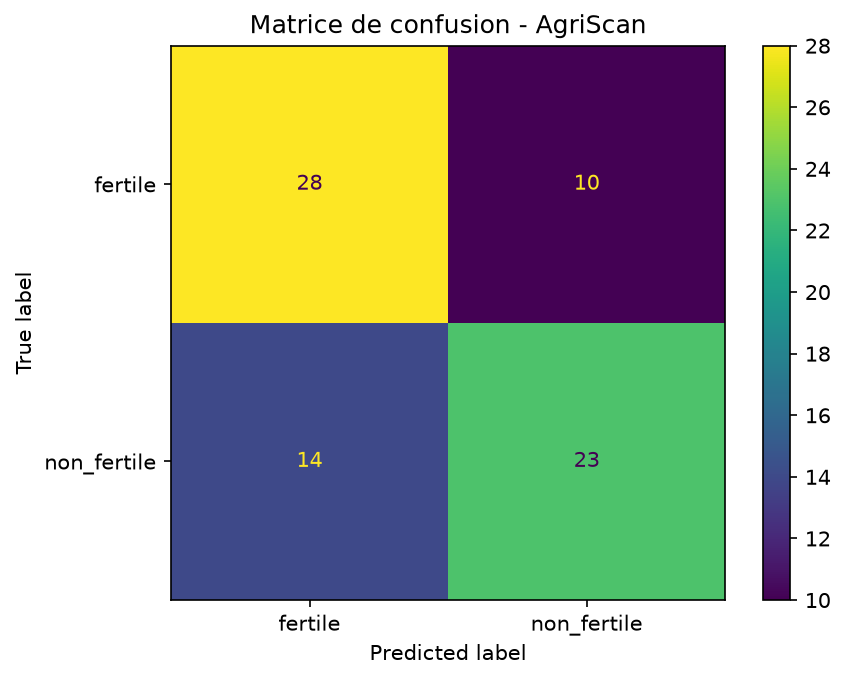 Matrice de confusion - AgriScan
True label
fertile
non_fertile
28
10
14
23
fertile
non_fertile
Predicted label
28
26
24
22
20
18
16
14
12
10